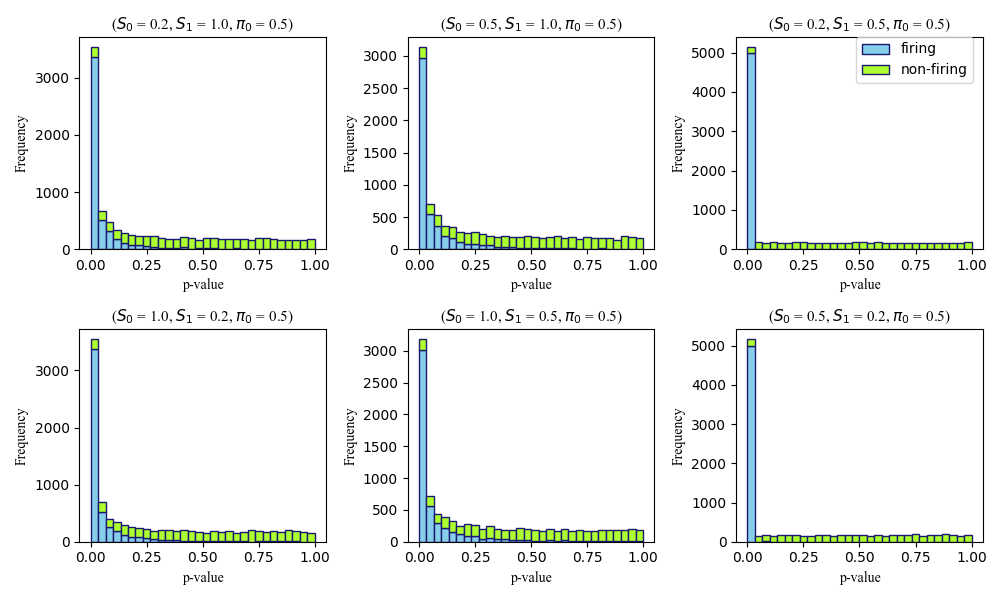 (S₀ = 0.2, S₁ = 1.0, π₀ = 0.5)
Frequency
3000
2000
1000
0
0.00 0.25 0.50 0.75 1.00
p-value
(S₀ = 0.5, S₁ = 1.0, π₀ = 0.5)
Frequency
3000
2500
2000
1500
1000
500
0
0.00 0.25 0.50 0.75 1.00
p-value
(S₀ = 0.2, S₁ = 0.5, π₀ = 0.5)
firing
non-firing
Frequency
5000
4000
3000
2000
1000
0
0.00 0.25 0.50 0.75 1.00
p-value
(S₀ = 1.0, S₁ = 0.2, π₀ = 0.5)
Frequency
3000
2000
1000
0
0.00 0.25 0.50 0.75 1.00
p-value
(S₀ = 1.0, S₁ = 0.5, π₀ = 0.5)
Frequency
3000
2500
2000
1500
1000
500
0
0.00 0.25 0.50 0.75 1.00
p-value
(S₀ = 0.5, S₁ = 0.2, π₀ = 0.5)
Frequency
5000
4000
3000
2000
1000
0
0.00 0.25 0.50 0.75 1.00
p-value